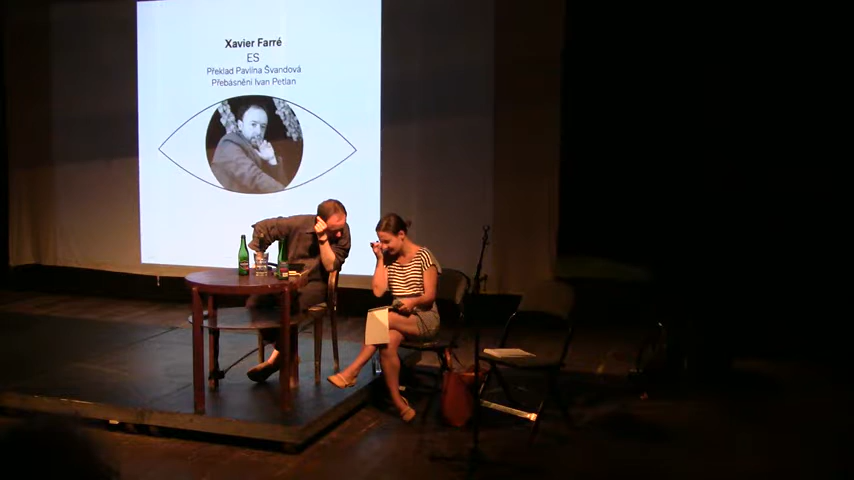 Xavier Farré
ES
Překlad Pavlína Švandová
Přebásnění Ivan Petlan